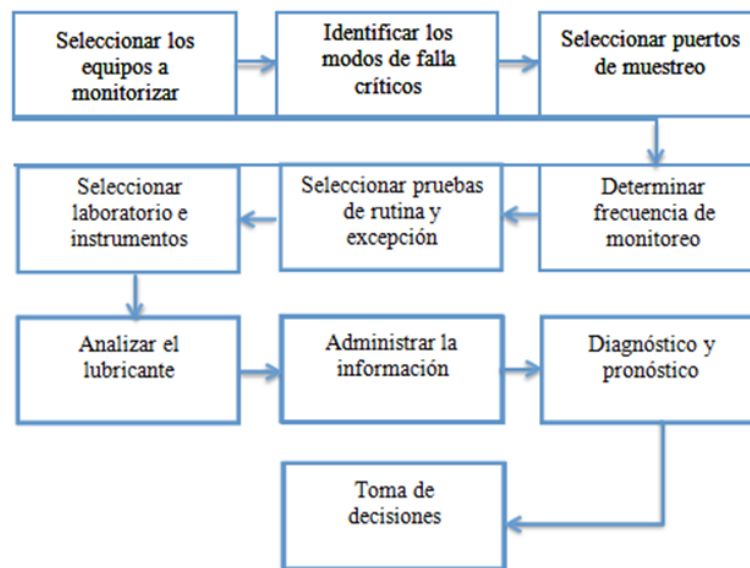 Seleccionar los
equipos a
monitorizar
Identificar los
modos de falla
críticos
Seleccionar puertos
de muestreo
Determinar
frecuencia de
monitoreo
Seleccionar pruebas
de rutina y
excepción
Seleccionar
laboratorio e
instrumentos
Analizar el
lubricante
Administrar la
información
Diagnóstico y
pronóstico
Toma de
decisiones